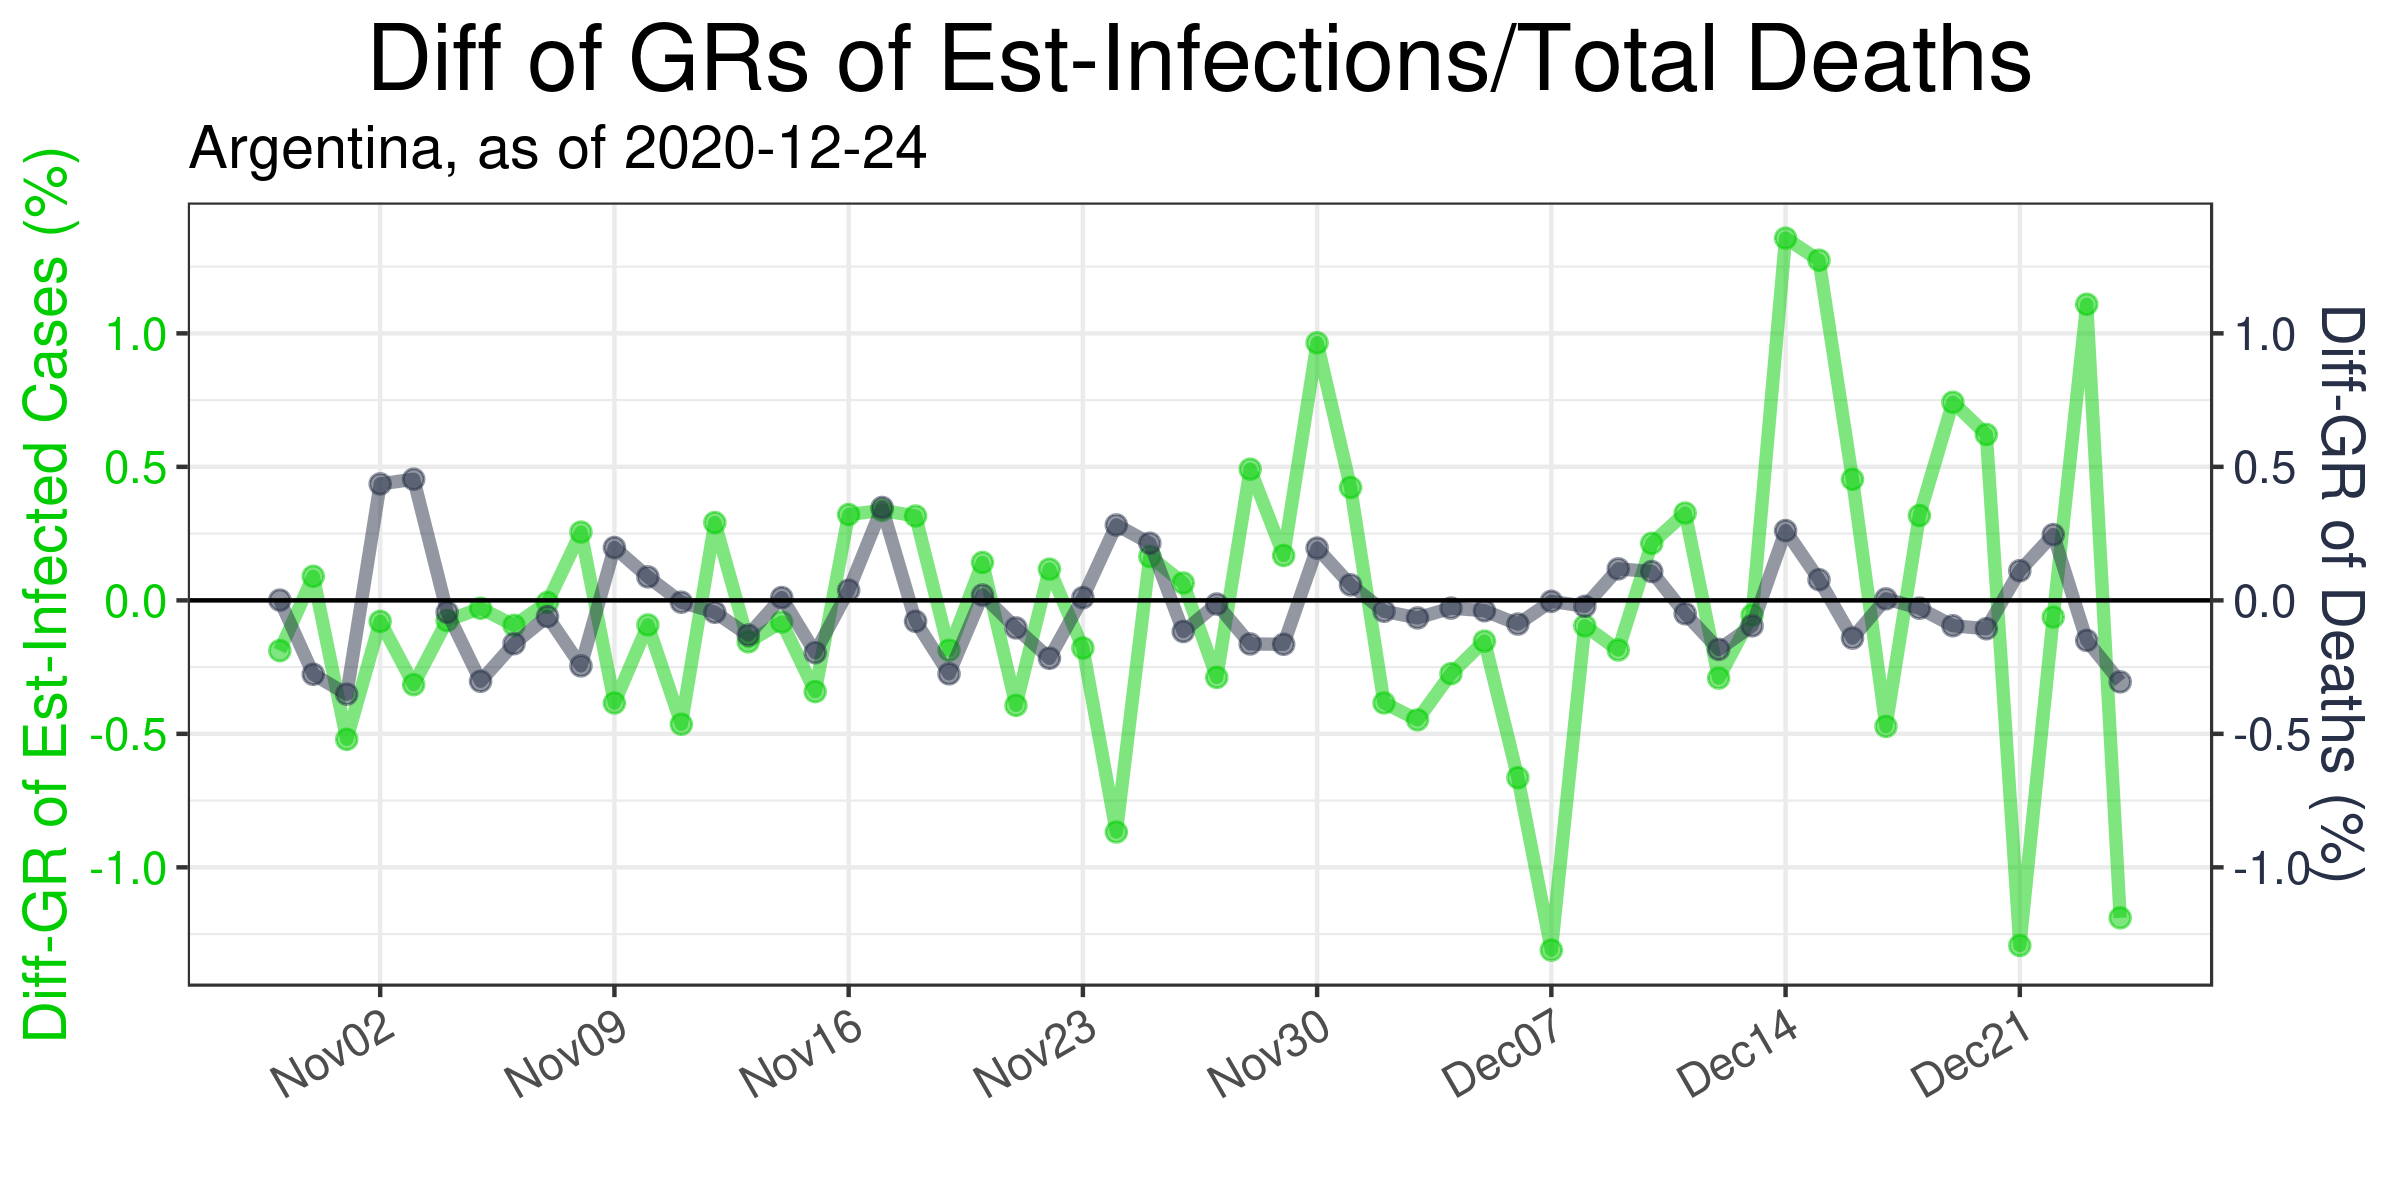 Diff of GRs of Est-Infections/Total Deaths
Argentina, as of 2020-12-24
Diff-GR of Est-Infected Cases (%)
1.0
0.5
0.0
-0.5
-1.0
1.0
0.5
0.0
-0.5
-1.0
Diff-GR of Deaths (%)
Nov02
Nov09
Nov16
Nov23
Nov30
Dec07
Dec14
Dec21